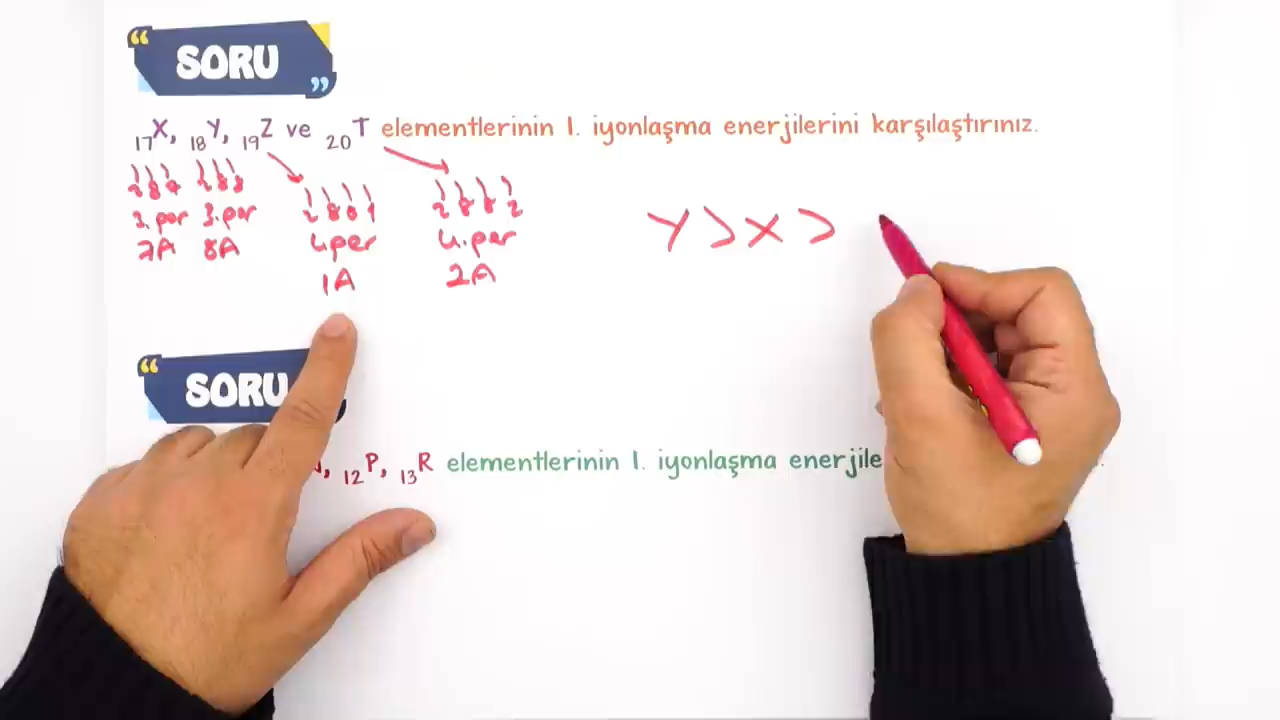 SORU
17X, 18Y, 19Z ve 20T elementlerinin 1. iyonlaşma enerjilerini karşılaştırınız.
2 8 7
2 8 8
2 8 8 1
2 8 8 2
3. per
3. per
4 per
4. per
7A
8A
1A
2A
Y > X >
SORU
, 12P, 13R elementlerinin 1. iyonlaşma